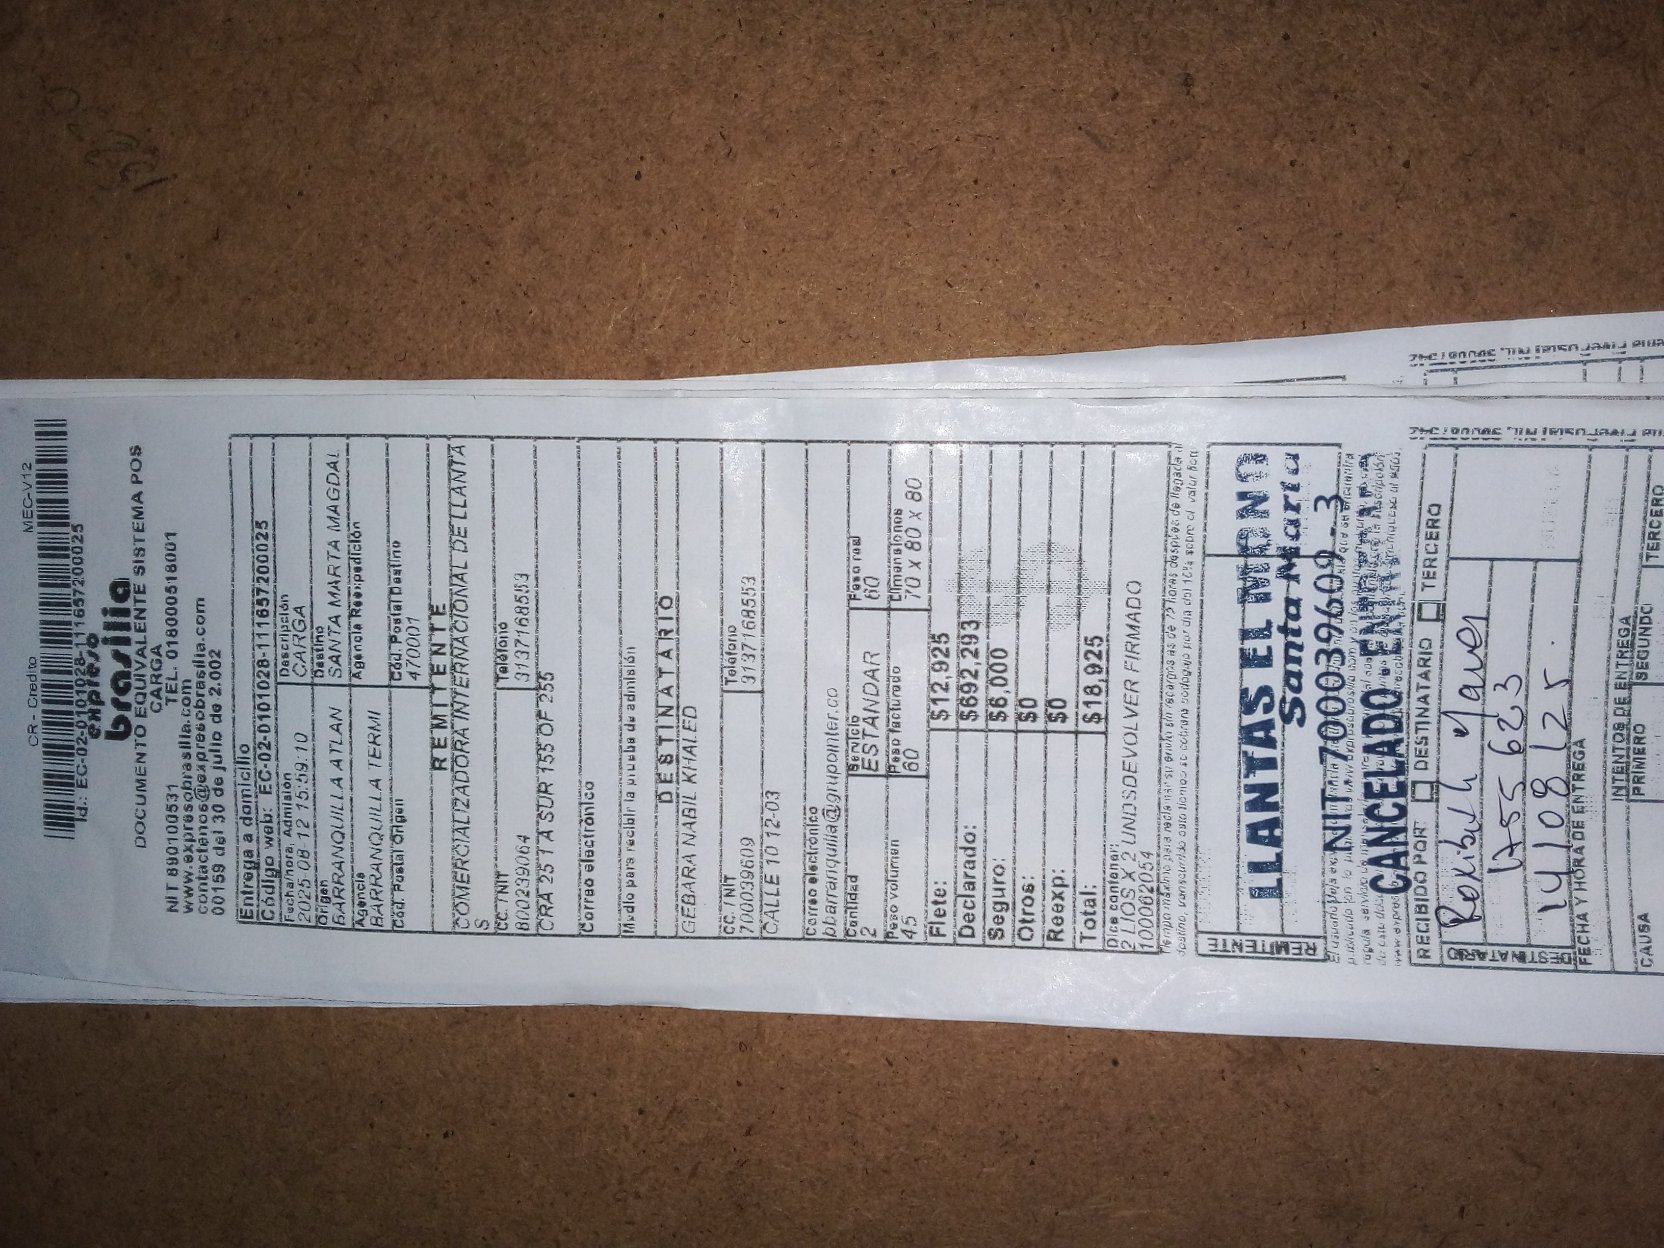 CR - Credito MEC-V12
Id.: EC-02-0101028-1116572000025
expreso
brasilia
DOCUMENTO EQUIVALENTE SISTEMA POS
CARGA
NIT 8901100531 TEL. 018000518001
www.expresobrasilia.com
contactenos@expresobrasilia.com
00159 del 30 de julio de 2.002
Entrega a domicilio
Código web: EC-02-0101028-1116572000025
Fecha/hora. Admisión Descripción
2025-08-12 15:59:10 CARGA
Origen Destino
BARRANQUILLA ATLAN SANTA MARTA MAGDAL
Agencia Agencia Reexpedición
BARRANQUILLA TERMI
Cód. Postal Origen Cód. Postal Destino
470001
REMITENTE
COMERCIALIZADORA INTERNACIONAL DE LLANTA
S
CC. / NIT Teléfono
800239064 3137168553
CRA 25 1 A SUR 155 OF 255
Correo electrónico
Medio para recibir la prueba de admisión
DESTINATARIO
GEBARA NABIL KHALED
CC. / NIT Teléfono
700039609 3137168553
CALLE 10 12-03
Correo electrónico
pbarranquilla@grupointer.co
Cantidad Servicio Peso real
2 ESTANDAR 60
Peso volumen Peso facturado Dimensiones
45 60 70 x 80 x 80
Flete: $12,925
Declarado: $692,293
Seguro: $6,000
Otros: $0
Reexp: $0
Total: $18,925
Dice contener:
2 LIOS X 2 UNIDSDEVOLVER FIRMADO
100062054
REMITENTE
LLANTAS EL MONO
Santa Marta
NIT 700039609-3
CANCELADO
RECIBIDO POR: DESTINATARIO TERCERO
DESTINATARIO
125 5623
14/08/25.
FECHA Y HORA DE ENTREGA
INTENTOS DE ENTREGA
CAUSA PRIMERO SEGUNDO TERCERO